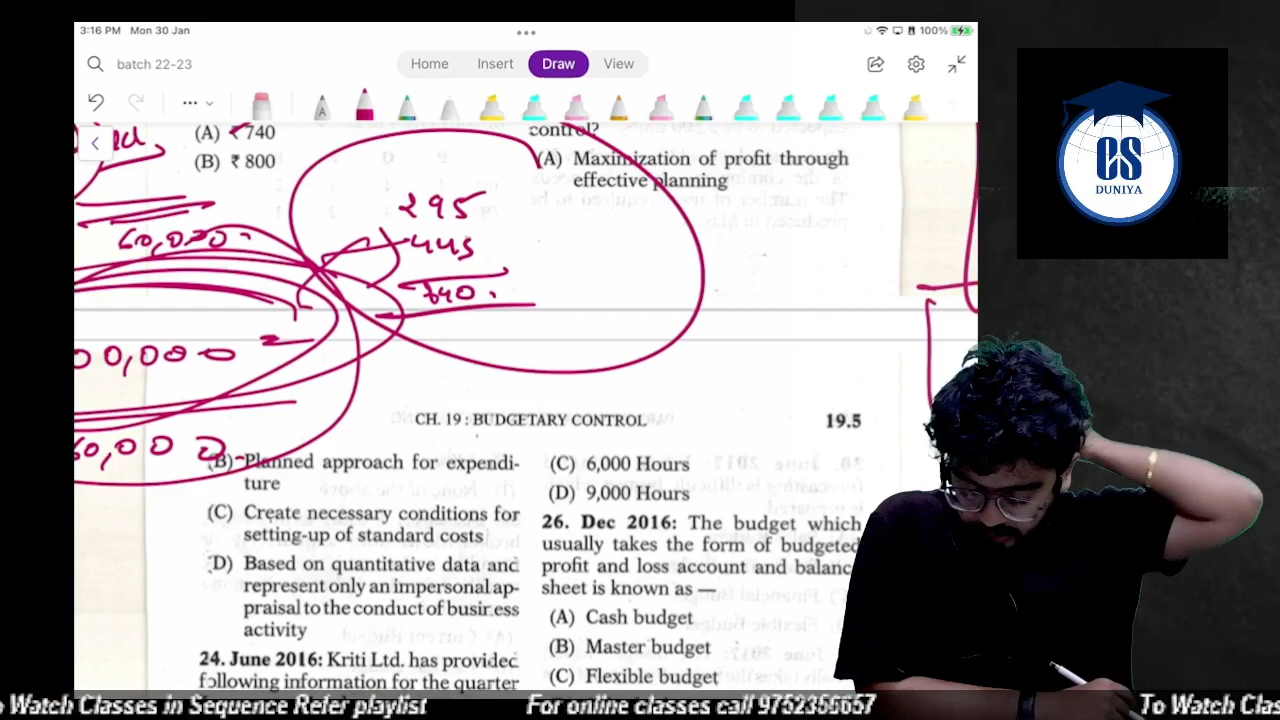 3:16 PM Mon 30 Jan
100%
batch 22-23
Home Insert Draw View
(A) ₹ 740
(B) ₹ 800
60,000
295
445
740.
00,000
60,000
control?
(A) Maximization of profit through
effective planning
CH. 19 : BUDGETARY CONTROL 19.5
(B) Planned approach for expendi-
ture
(C) Create necessary conditions for
setting-up of standard costs
(D) Based on quantitative data and
represent only an impersonal ap-
praisal to the conduct of business
activity
24. June 2016: Kriti Ltd. has provided
following information for the quarter
(C) 6,000 Hours
(D) 9,000 Hours
26. Dec 2016: The budget which
usually takes the form of budgeted
profit and loss account and balanc
sheet is known as —
(A) Cash budget
(B) Master budget
(C) Flexible budget
CS
DUNIYA
o Watch Classes in Sequence Refer playlist For online classes call 9752355657 To Watch Clas